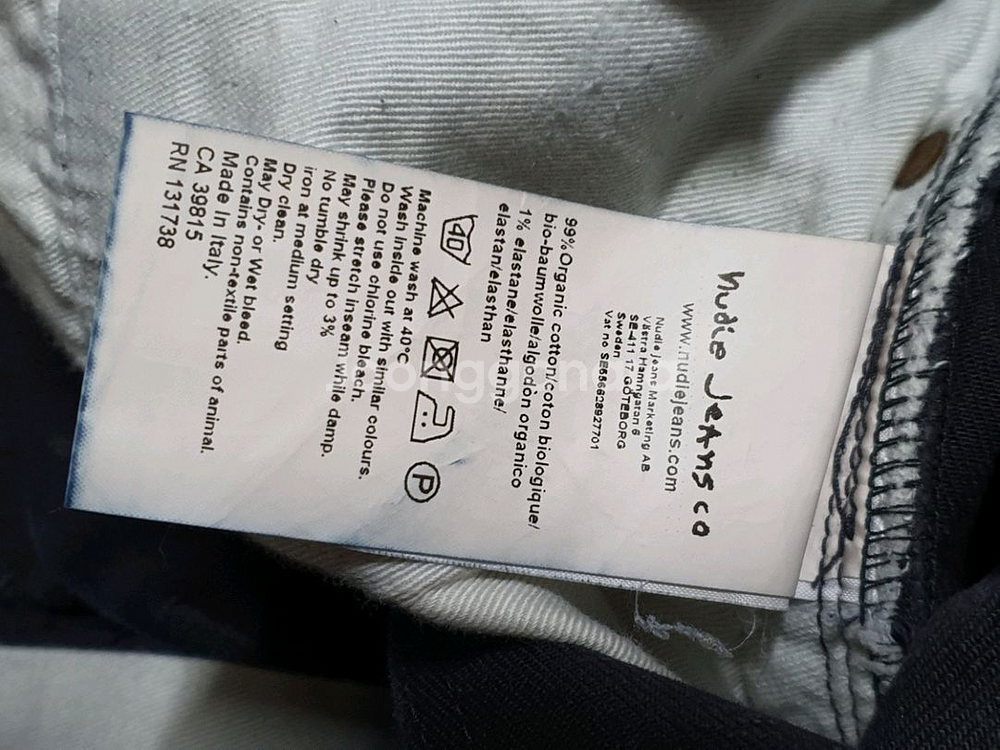 Nudie Jeans co
www.nudiejeans.com
Nudie Jeans Marketing AB
Västra Hamngatan 6
SE-411 17 GÖTEBORG
Sweden
Vat no SE556628927701
99%Organic cotton/coton biologique/
bio-baumwolle/algodòn organico
1% elastane/elasthanne/
elastan/elasthan
40
P
Machine wash at 40°C
Wash inside out with similar colours.
Do not use chlorine bleach.
Please stretch inseam while damp.
May shrink up to 3%
No tumble dry
iron at medium setting
Dry clean.
May Dry- or Wet bleed.
Contains non-textile parts of animal.
Made In Italy.
CA 39815
RN 131738